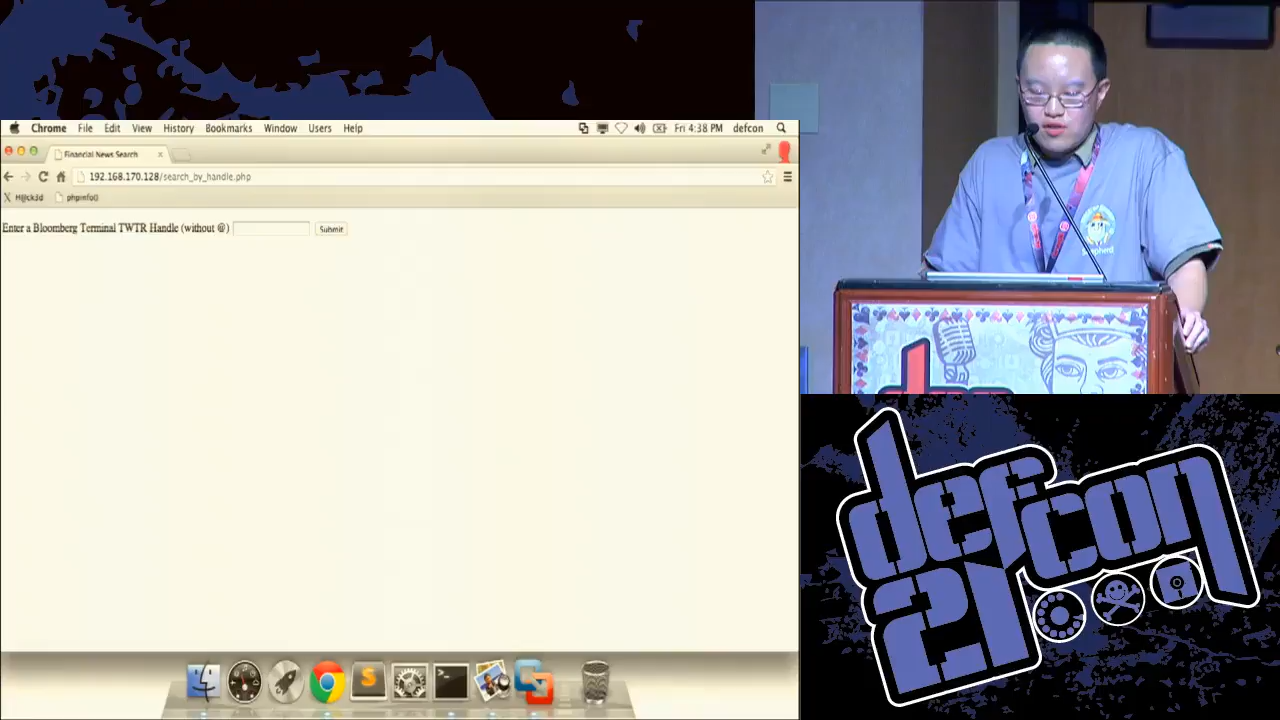 Chrome File Edit View History Bookmarks Window Users Help Fri 4:38 PM defcon
Financial News Search
192.168.170.128/search_by_handle.php
H@ck3d phpinfo()
Enter a Bloomberg Terminal TWTR Handle (without @) Submit
defcon
21